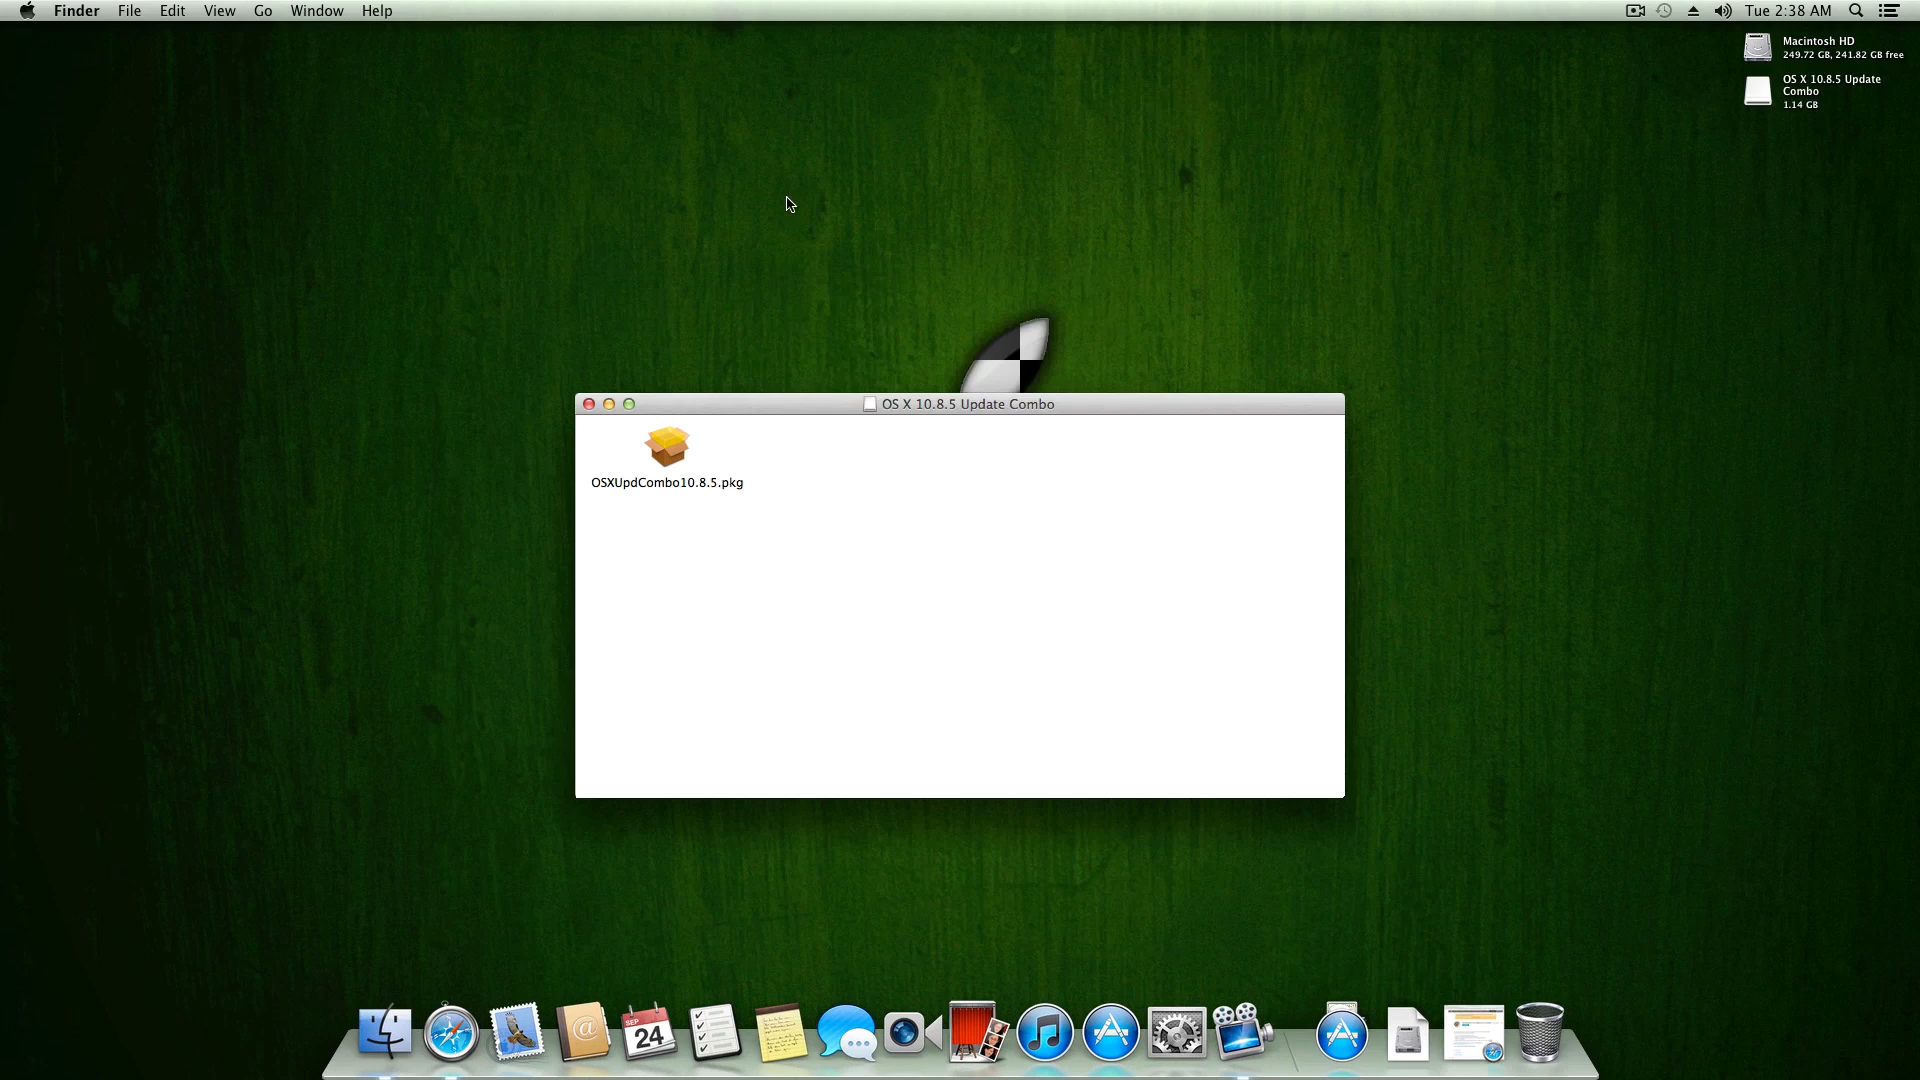 Finder File Edit View Go Window Help
Tue 2:38 AM
Macintosh HD
249.72 GB, 241.82 GB free
OS X 10.8.5 Update
Combo
1.14 GB
OS X 10.8.5 Update Combo
OSXUpdCombo10.8.5.pkg
SEP
24